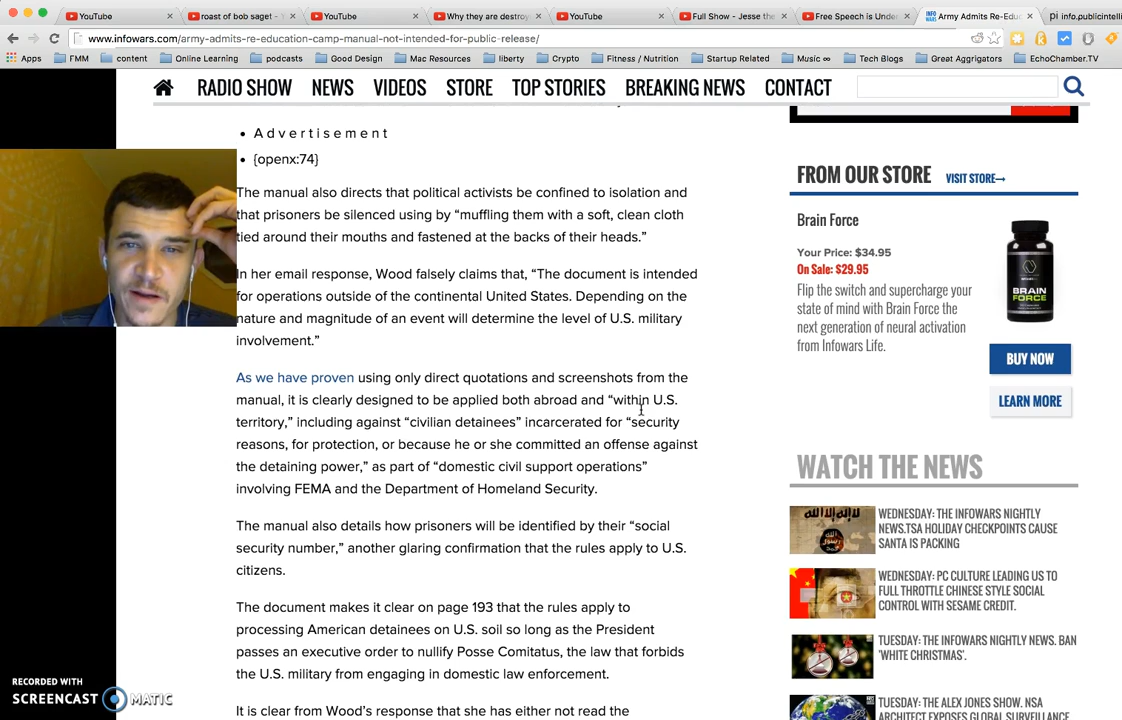 YouTube
roast of bob saget -
YouTube
Why they are destroy
YouTube
Full Show - Jesse the
Free Speech is Under
Army Admits Re-Educ
info.publicintelli
www.infowars.com/army-admits-re-education-camp-manual-not-intended-for-public-release/
Apps
FMM
content
Online Learning
podcasts
Good Design
Mac Resources
liberty
Crypto
Fitness / Nutrition
Startup Related
Music ∞
Tech Blogs
Great Aggrigators
EchoChamber.TV
RADIO SHOW
NEWS
VIDEOS
STORE
TOP STORIES
BREAKING NEWS
CONTACT
• A d v e r t i s e m e n t
• {openx:74}
The manual also directs that political activists be confined to isolation and
that prisoners be silenced using by “muffling them with a soft, clean cloth
tied around their mouths and fastened at the backs of their heads.”
In her email response, Wood falsely claims that, “The document is intended
for operations outside of the continental United States. Depending on the
nature and magnitude of an event will determine the level of U.S. military
involvement.”
As we have proven using only direct quotations and screenshots from the
manual, it is clearly designed to be applied both abroad and “within U.S.
territory,” including against “civilian detainees” incarcerated for “security
reasons, for protection, or because he or she committed an offense against
the detaining power,” as part of “domestic civil support operations”
involving FEMA and the Department of Homeland Security.
The manual also details how prisoners will be identified by their “social
security number,” another glaring confirmation that the rules apply to U.S.
citizens.
The document makes it clear on page 193 that the rules apply to
processing American detainees on U.S. soil so long as the President
passes an executive order to nullify Posse Comitatus, the law that forbids
the U.S. military from engaging in domestic law enforcement.
It is clear from Wood’s response that she has either not read the
FROM OUR STORE
VISIT STORE→
Brain Force
Your Price: $34.95
On Sale: $29.95
Flip the switch and supercharge your
state of mind with Brain Force the
next generation of neural activation
from Infowars Life.
BRAIN
FORCE
BUY NOW
LEARN MORE
WATCH THE NEWS
WEDNESDAY: THE INFOWARS NIGHTLY
NEWS.TSA HOLIDAY CHECKPOINTS CAUSE
SANTA IS PACKING
WEDNESDAY: PC CULTURE LEADING US TO
FULL THROTTLE CHINESE STYLE SOCIAL
CONTROL WITH SESAME CREDIT.
TUESDAY: THE INFOWARS NIGHTLY NEWS. BAN
'WHITE CHRISTMAS'.
TUESDAY: THE ALEX JONES SHOW. NSA
ARCHITECT EXPOSES GLOBAL SURVEILLANCE
RECORDED WITH
SCREENCAST MATIC